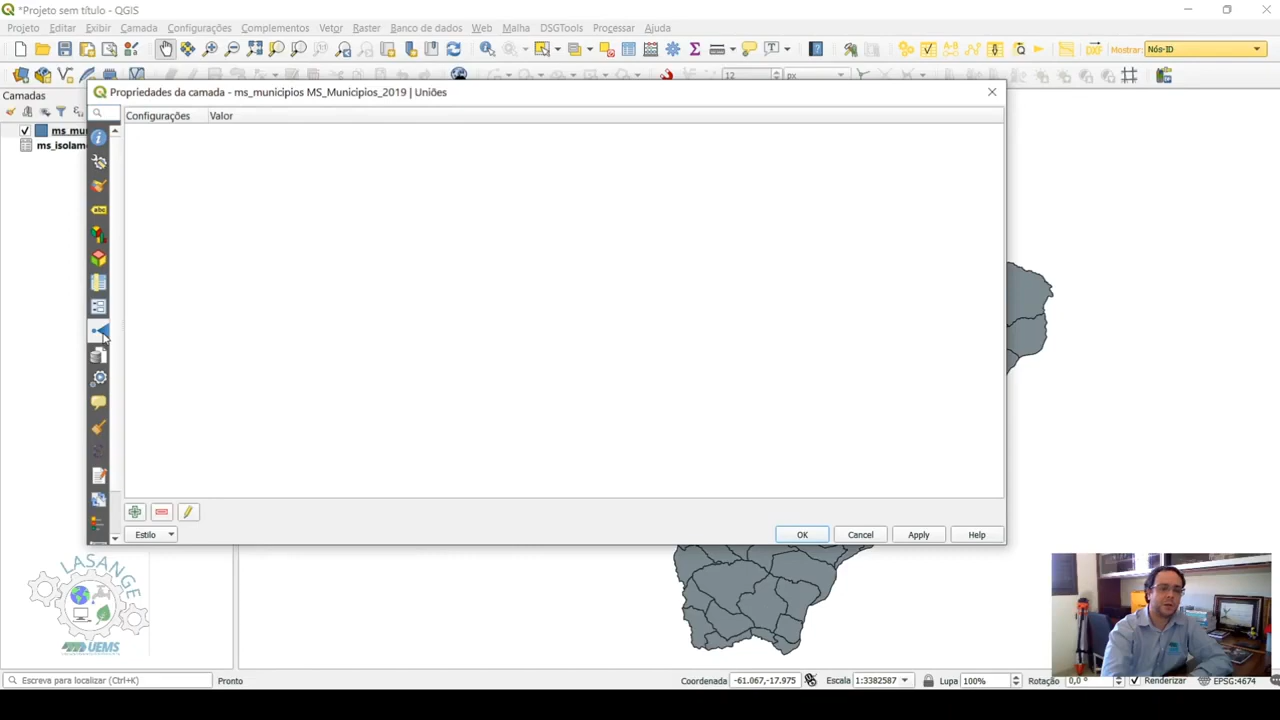 *Projeto sem título - QGIS
Projeto Editar Exibir Camada Configurações Complementos Vetor Raster Banco de dados Web Malha DSGTools Processar Ajuda
Mostrar: Nós-ID
12 px
Camadas
Propriedades da camada - ms_municipios MS_Municipios_2019 | Uniões
Configurações Valor
ms_mu
ms_isolam
abc
Estilo
OK Cancel Apply Help
LASANGE
UEMS
Escreva para localizar (Ctrl+K) Pronto Coordenada -61.067,-17.975 Escala 1:3382587 Lupa 100% Rotação 0,0 ° Renderizar EPSG:4674